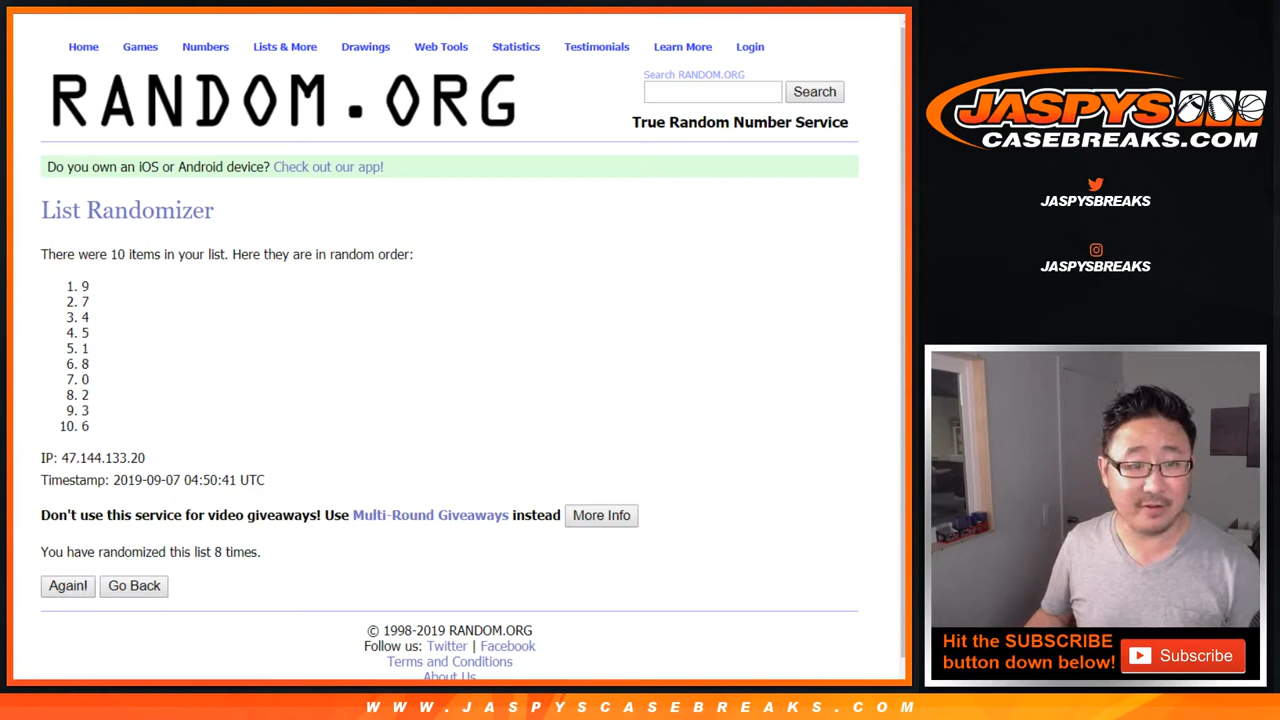 Home Games Numbers Lists & More Drawings Web Tools Statistics Testimonials Learn More Login
RANDOM.ORG
Search RANDOM.ORG
Search
True Random Number Service
Do you own an iOS or Android device? Check out our app!
List Randomizer
There were 10 items in your list. Here they are in random order:
1. 9
2. 7
3. 4
4. 5
5. 1
6. 8
7. 0
8. 2
9. 3
10. 6
IP: 47.144.133.20
Timestamp: 2019-09-07 04:50:41 UTC
Don't use this service for video giveaways! Use Multi-Round Giveaways instead More Info
You have randomized this list 8 times.
Again! Go Back
© 1998-2019 RANDOM.ORG
Follow us: Twitter | Facebook
Terms and Conditions
About Us
JASPYS
CASEBREAKS.COM
JASPYSBREAKS
JASPYSBREAKS
Hit the SUBSCRIBE
button down below!
Subscribe
WWW.JASPYSCASEBREAKS.COM